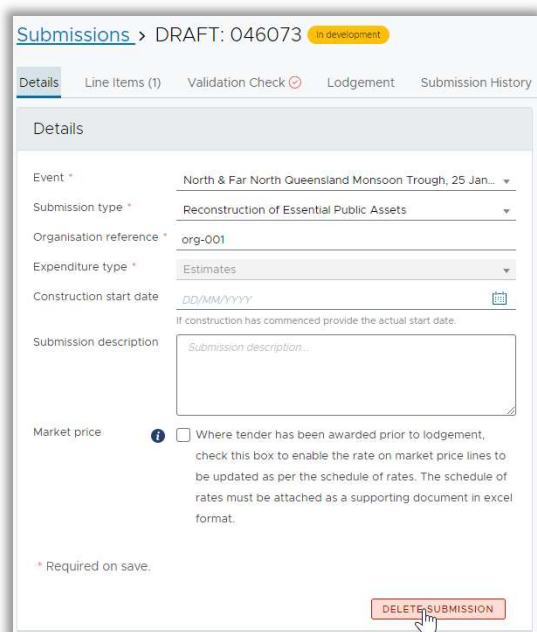 Submissions > DRAFT: 046073 In development
Details Line Items (1) Validation Check Lodgement Submission History
Details
Event * North & Far North Queensland Monsoon Trough, 25 Jan...
Submission type * Reconstruction of Essential Public Assets
Organisation reference * org-001
Expenditure type * Estimates
Construction start date DD/MM/YYYY
If construction has commenced provide the actual start date.
Submission description Submission description...
Market price i Where tender has been awarded prior to lodgement,
check this box to enable the rate on market price lines to
be updated as per the schedule of rates. The schedule of
rates must be attached as a supporting document in excel
format.
* Required on save.
DELETE SUBMISSION